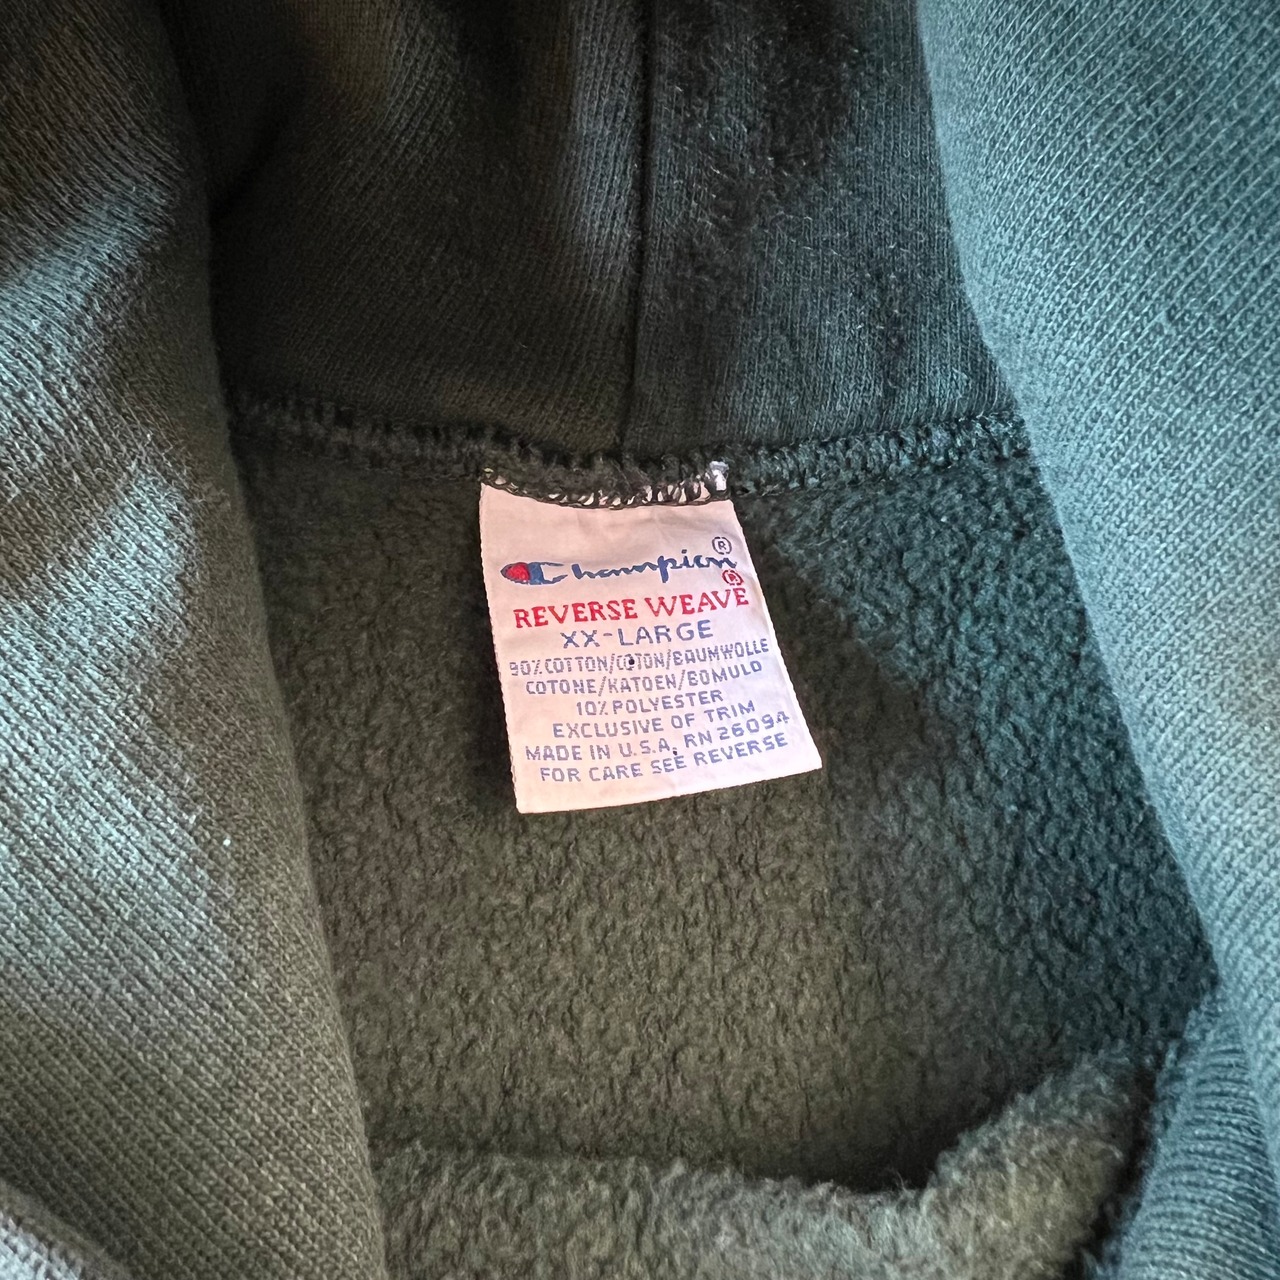 Champion®
REVERSE WEAVE®
XX-LARGE
90% COTTON/COTON/BAUMWOLLE
COTONE/KATOEN/BOMULD
10% POLYESTER
EXCLUSIVE OF TRIM
MADE IN U.S.A. RN 26094
FOR CARE SEE REVERSE